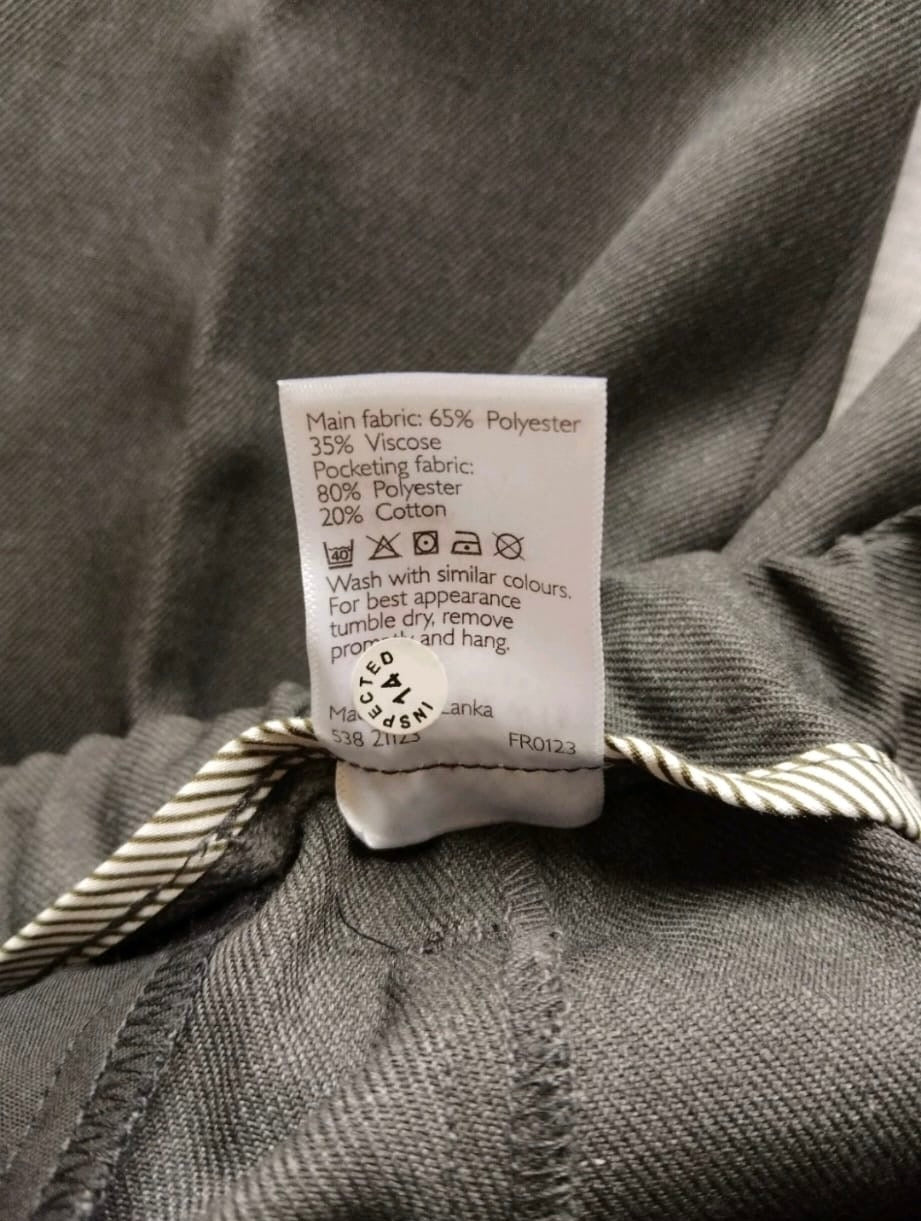 Main fabric: 65% Polyester
35% Viscose
Pocketing fabric:
80% Polyester
20% Cotton
40
Wash with similar colours.
For best appearance
tumble dry, remove
and hang.
INSPECTED
14
Lanka
538 21123 FR0123